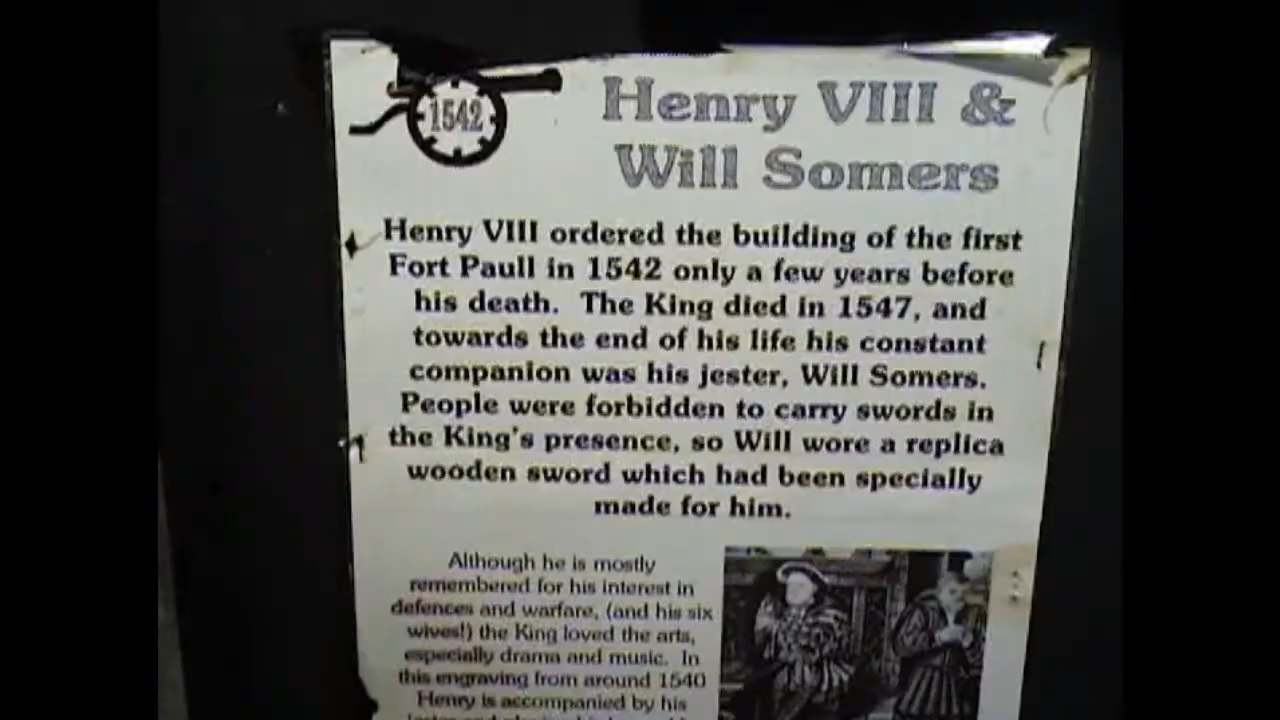 1542
Henry VIII &
Will Somers
Henry VIII ordered the building of the first
Fort Paull in 1542 only a few years before
his death. The King died in 1547, and
towards the end of his life his constant
companion was his jester, Will Somers.
People were forbidden to carry swords in
the King's presence, so Will wore a replica
wooden sword which had been specially
made for him.
Although he is mostly
remembered for his interest in
defences and warfare, (and his six
wives!) the King loved the arts,
especially drama and music. In
this engraving from around 1540
Henry is accompanied by his